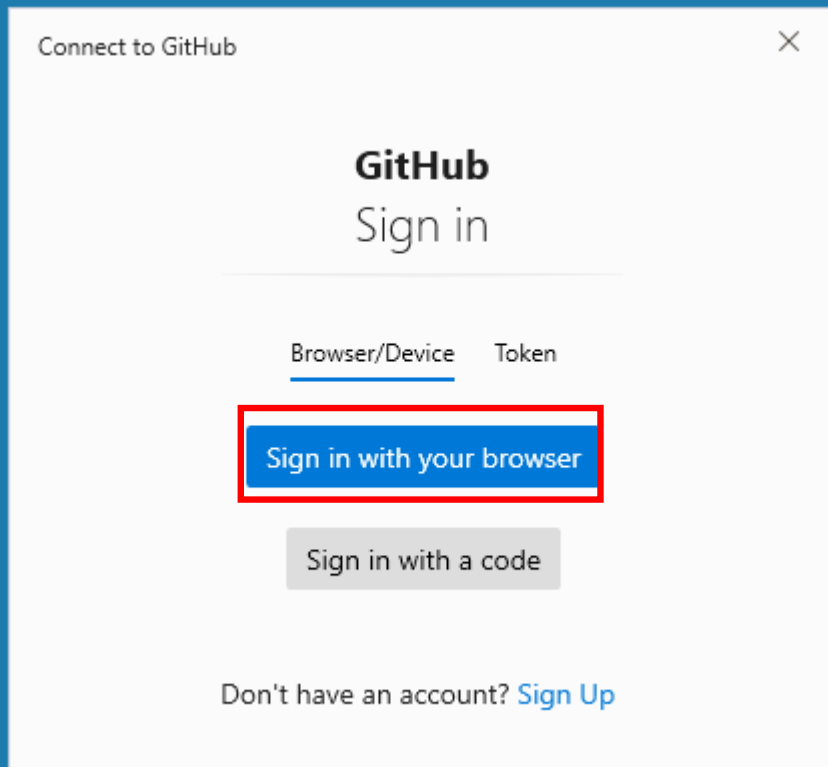 Connect to GitHub
GitHub
Sign in
Browser/Device Token
Sign in with your browser
Sign in with a code
Don't have an account? Sign Up